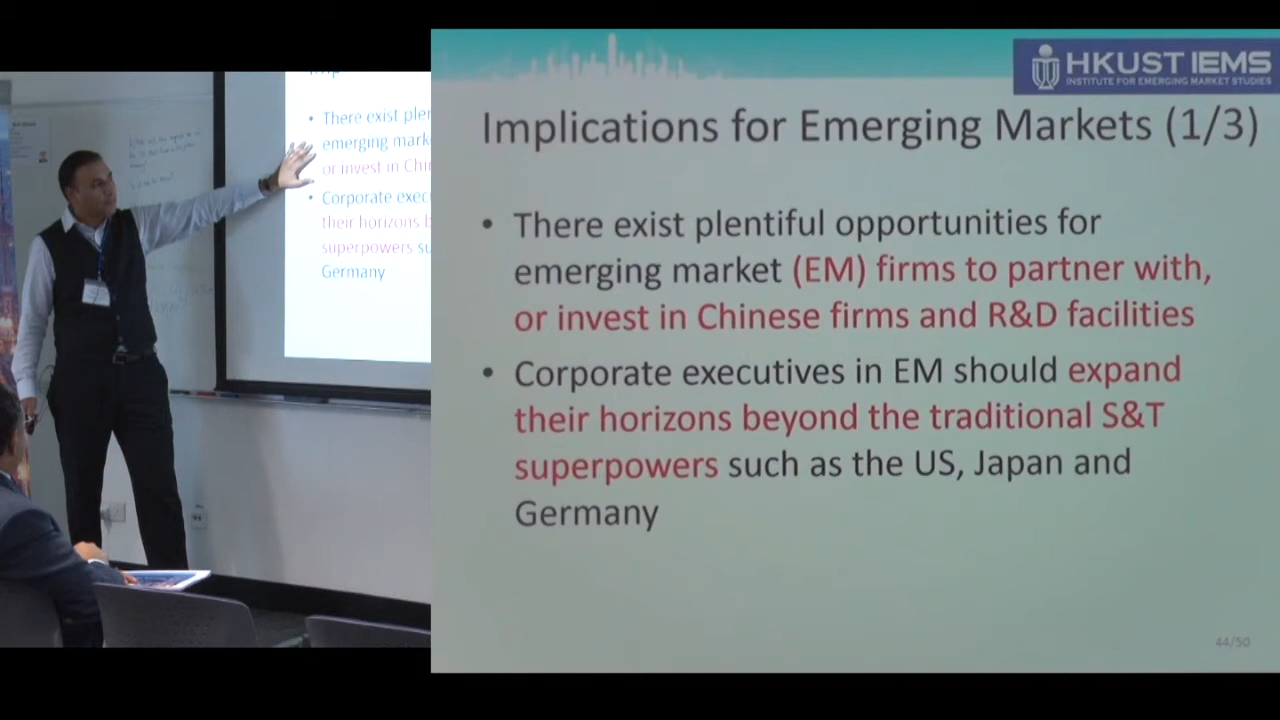 There exist plen
emerging mark
or invest in Chi
Corporate exec
their horizons b
superpowers su
Germany
HKUST IEMS
INSTITUTE FOR EMERGING MARKET STUDIES
Implications for Emerging Markets (1/3)
• There exist plentiful opportunities for
emerging market (EM) firms to partner with,
or invest in Chinese firms and R&D facilities
• Corporate executives in EM should expand
their horizons beyond the traditional S&T
superpowers such as the US, Japan and
Germany
44/50